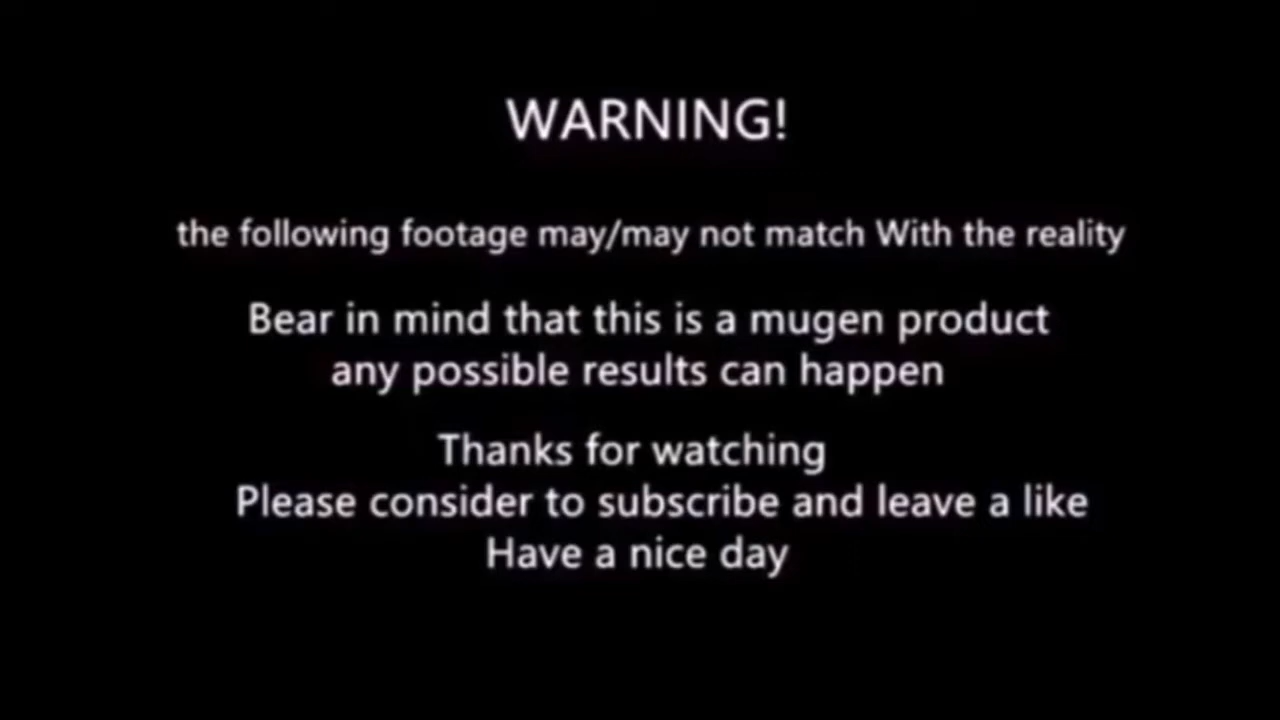 WARNING!
the following footage may/may not match With the reality
Bear in mind that this is a mugen product
any possible results can happen
Thanks for watching
Please consider to subscribe and leave a like
Have a nice day